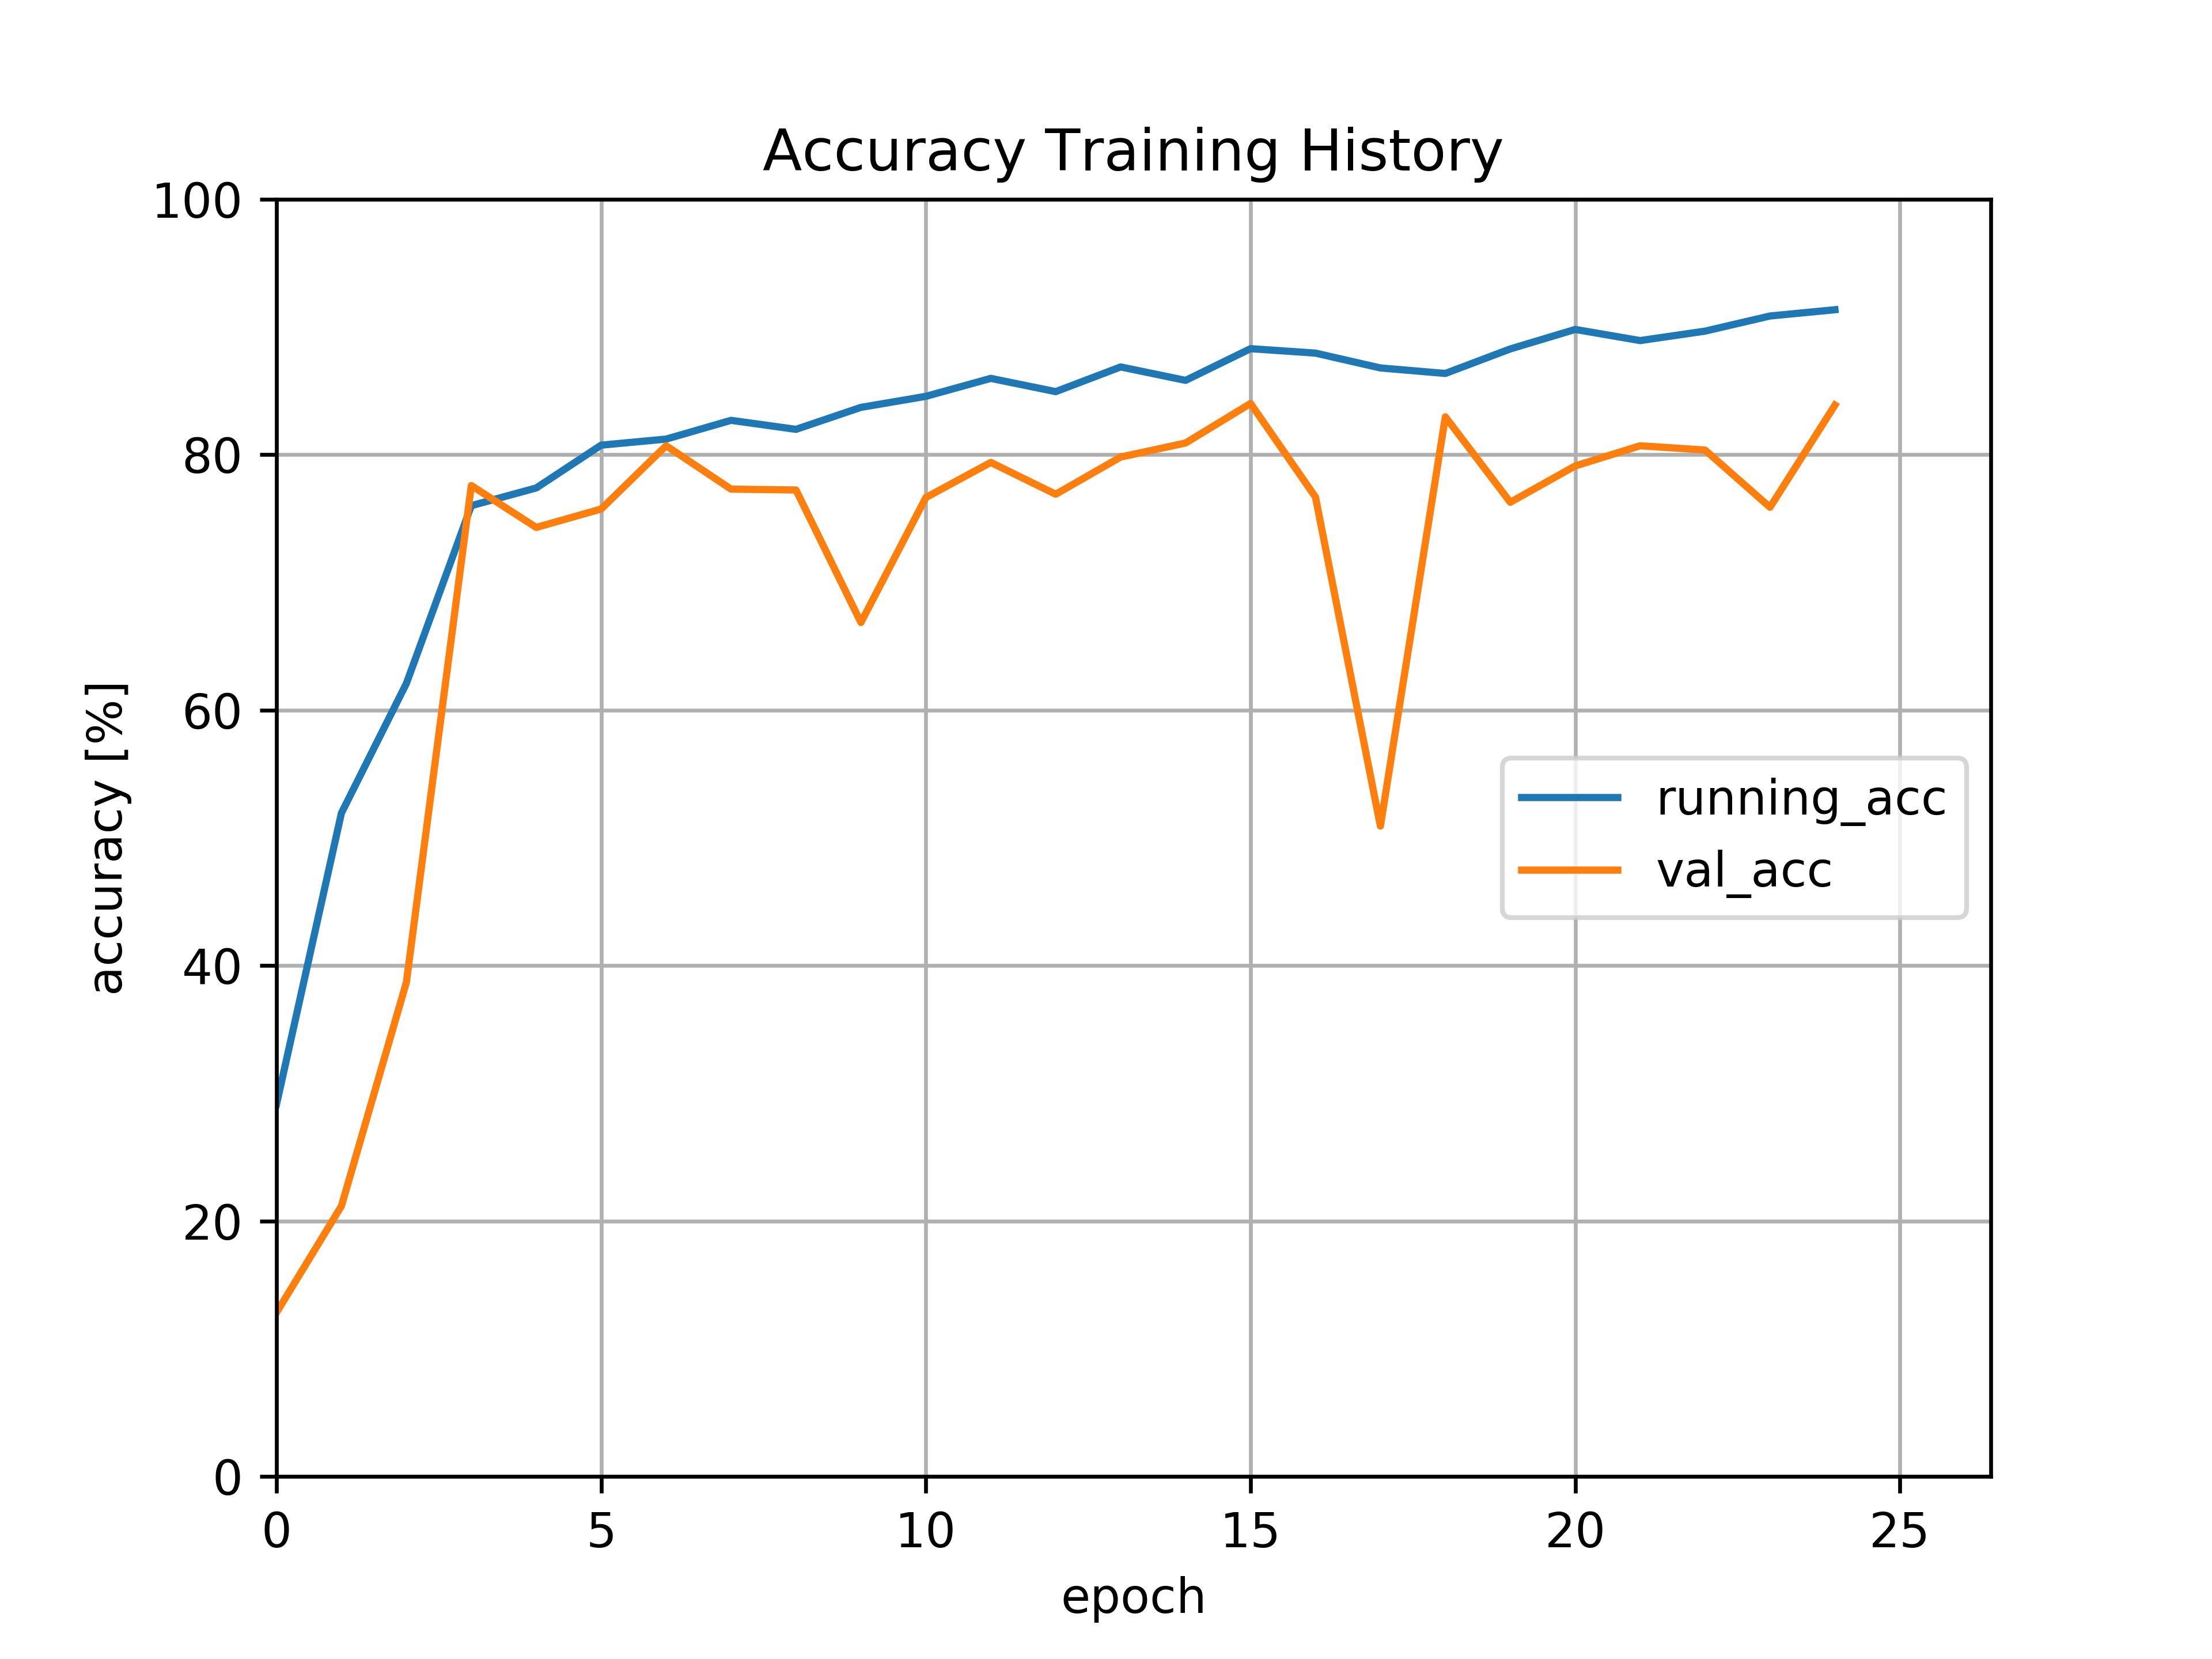 Accuracy Training History
100
80
60
40
20
0
accuracy [%]
running_acc
val_acc
0 5 10 15 20 25
epoch